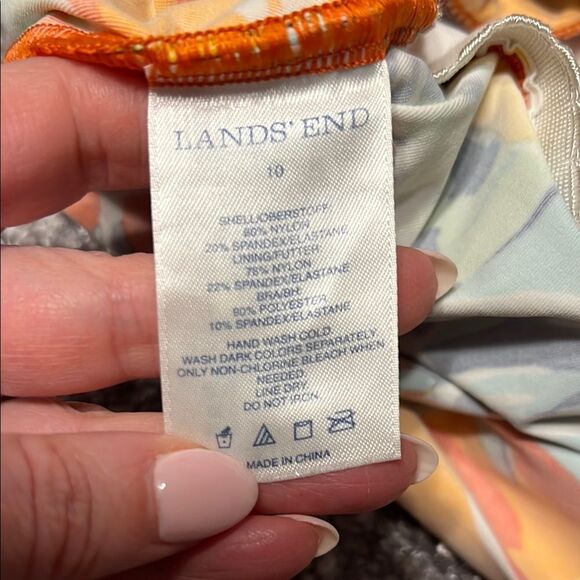 LANDS' END
10
SHELL/OBERSTOFF
80% NYLON
20% SPANDEX/ELASTANE
LINING/FUTTER
78% NYLON
22% SPANDEX/ELASTANE
BRA/BH
90% POLYESTER
10% SPANDEX/ELASTANE
HAND WASH COLD.
WASH DARK COLORS SEPARATELY.
ONLY NON-CHLORINE BLEACH WHEN
NEEDED.
LINE DRY.
DO NOT IRON.
MADE IN CHINA